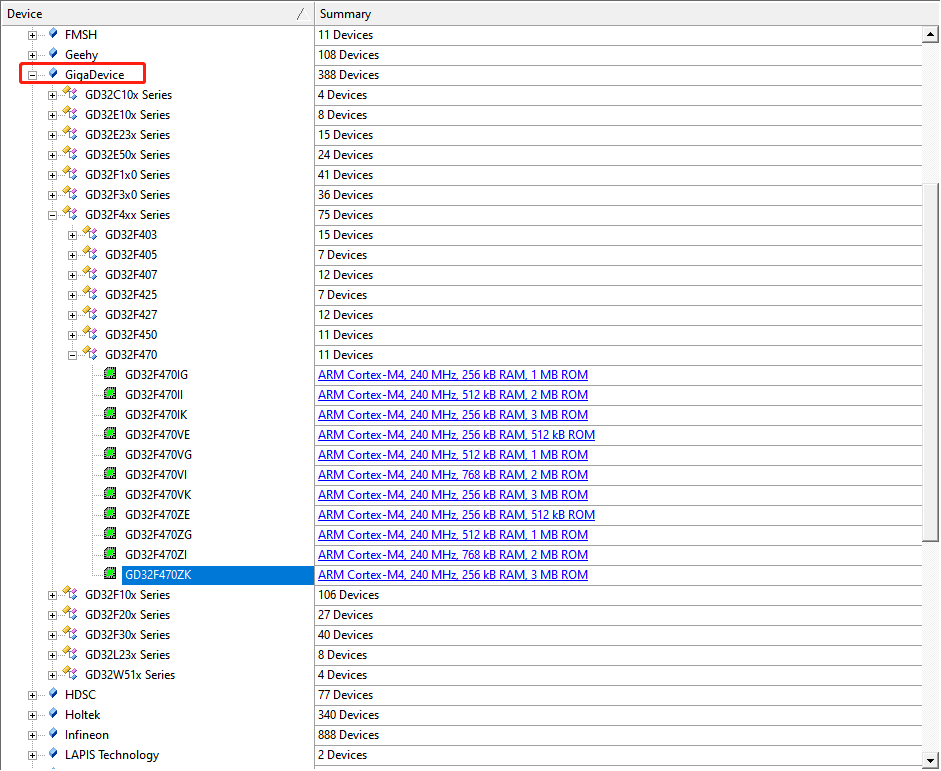 Device Summary
FMSH 11 Devices
Geehy 108 Devices
GigaDevice 388 Devices
GD32C10x Series 4 Devices
GD32E10x Series 8 Devices
GD32E23x Series 15 Devices
GD32E50x Series 24 Devices
GD32F1x0 Series 41 Devices
GD32F3x0 Series 36 Devices
GD32F4xx Series 75 Devices
GD32F403 15 Devices
GD32F405 7 Devices
GD32F407 12 Devices
GD32F425 7 Devices
GD32F427 12 Devices
GD32F450 11 Devices
GD32F470 11 Devices
GD32F470IG ARM Cortex-M4, 240 MHz, 256 kB RAM, 1 MB ROM
GD32F470II ARM Cortex-M4, 240 MHz, 512 kB RAM, 2 MB ROM
GD32F470IK ARM Cortex-M4, 240 MHz, 256 kB RAM, 3 MB ROM
GD32F470VE ARM Cortex-M4, 240 MHz, 256 kB RAM, 512 kB ROM
GD32F470VG ARM Cortex-M4, 240 MHz, 512 kB RAM, 1 MB ROM
GD32F470VI ARM Cortex-M4, 240 MHz, 768 kB RAM, 2 MB ROM
GD32F470VK ARM Cortex-M4, 240 MHz, 256 kB RAM, 3 MB ROM
GD32F470ZE ARM Cortex-M4, 240 MHz, 256 kB RAM, 512 kB ROM
GD32F470ZG ARM Cortex-M4, 240 MHz, 512 kB RAM, 1 MB ROM
GD32F470ZI ARM Cortex-M4, 240 MHz, 768 kB RAM, 2 MB ROM
GD32F470ZK ARM Cortex-M4, 240 MHz, 256 kB RAM, 3 MB ROM
GD32F10x Series 106 Devices
GD32F20x Series 27 Devices
GD32F30x Series 40 Devices
GD32L23x Series 8 Devices
GD32W51x Series 4 Devices
HDSC 77 Devices
Holtek 340 Devices
Infineon 888 Devices
LAPIS Technology 2 Devices